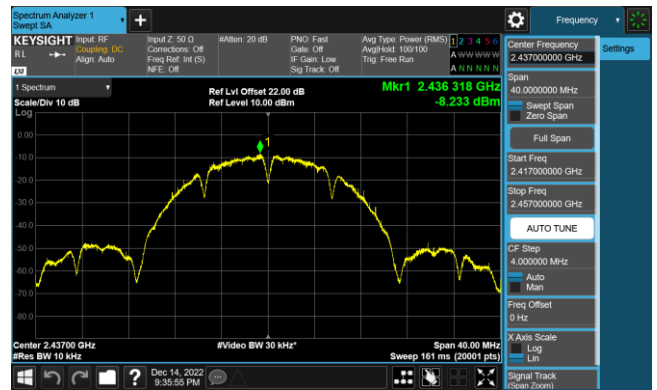 Spectrum Analyzer 1
Swept SA
Frequency
KEYSIGHT
RL
Input: RF
Coupling: DC
Align: Auto
Input Z: 50 Ω
Corrections: Off
Freq Ref: Int (S)
NFE: Off
#Atten: 20 dB
PNO: Fast
Gate: Off
IF Gain: Low
Sig Track: Off
Avg Type: Power (RMS)
Avg|Hold: 100/100
Trig: Free Run
1 2 3 4 5 6
A W W W W W
A N N N N N
1 Spectrum
Scale/Div 10 dB
Log
Ref Lvl Offset 22.00 dB
Ref Level 10.00 dBm
Mkr1 2.436 318 GHz
-8.233 dBm
1
0.00
-10.0
-20.0
-30.0
-40.0
-50.0
-60.0
-70.0
-80.0
Center 2.43700 GHz
#Res BW 10 kHz
#Video BW 30 kHz*
Span 40.00 MHz
Sweep 161 ms (20001 pts)
Dec 14, 2022
9:35:55 PM
Center Frequency
2.437000000 GHz
Settings
Span
40.0000000 MHz
Swept Span
Zero Span
Full Span
Start Freq
2.417000000 GHz
Stop Freq
2.457000000 GHz
AUTO TUNE
CF Step
4.000000 MHz
Auto
Man
Freq Offset
0 Hz
X Axis Scale
Log
Lin
Signal Track
(Span Zoom)